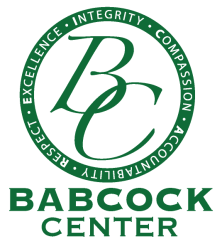 EXCELLENCE • INTEGRITY • COMPASSION • ACCOUNTABILITY • RESPECT •
BC
BABCOCK
CENTER